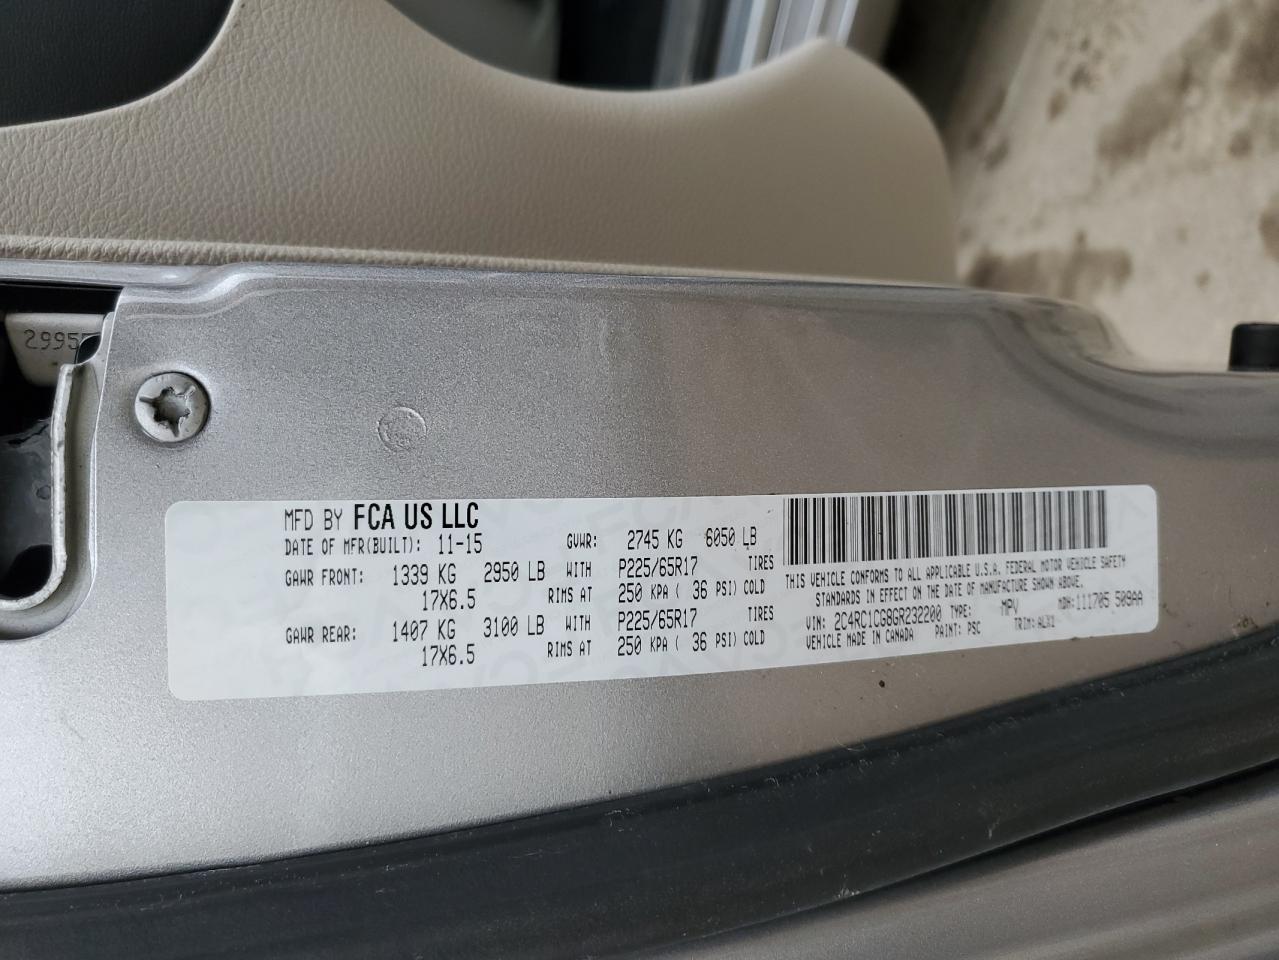 2995
MFD BY FCA US LLC
DATE OF MFR(BUILT): 11-15 GVWR: 2745 KG 6050 LB
GAWR FRONT: 1339 KG 2950 LB WITH P225/65R17 TIRES
17X6.5 RIMS AT 250 KPA ( 36 PSI) COLD
GAWR REAR: 1407 KG 3100 LB WITH P225/65R17 TIRES
17X6.5 RIMS AT 250 KPA ( 36 PSI) COLD
THIS VEHICLE CONFORMS TO ALL APPLICABLE U.S.A. FEDERAL MOTOR VEHICLE SAFETY
STANDARDS IN EFFECT ON THE DATE OF MANUFACTURE SHOWN ABOVE.
VIN: 2C4RC1CG8GR232200 TYPE: MPV MDH:111705 509AA
VEHICLE MADE IN CANADA PAINT: PSC TRIM: